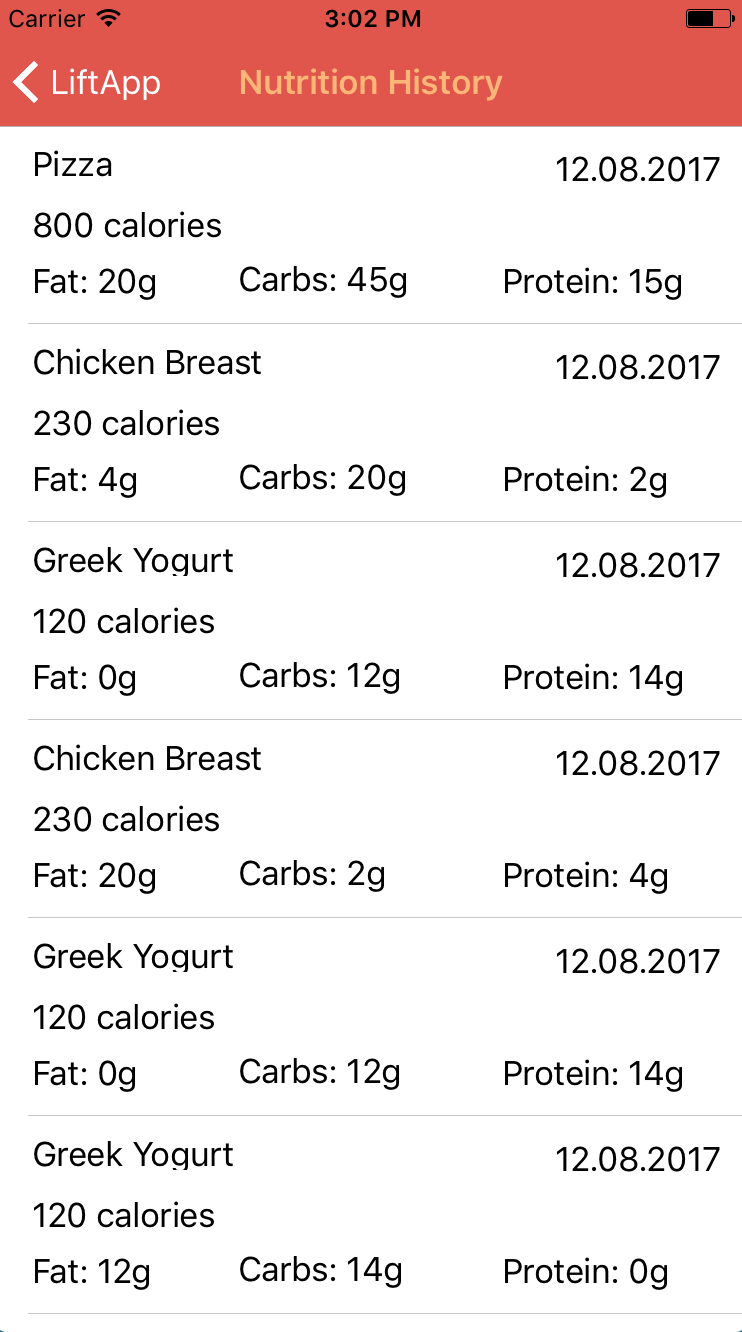 Carrier 3:02 PM
LiftApp Nutrition History
Pizza 12.08.2017
800 calories
Fat: 20g Carbs: 45g Protein: 15g
Chicken Breast 12.08.2017
230 calories
Fat: 4g Carbs: 20g Protein: 2g
Greek Yogurt 12.08.2017
120 calories
Fat: 0g Carbs: 12g Protein: 14g
Chicken Breast 12.08.2017
230 calories
Fat: 20g Carbs: 2g Protein: 4g
Greek Yogurt 12.08.2017
120 calories
Fat: 0g Carbs: 12g Protein: 14g
Greek Yogurt 12.08.2017
120 calories
Fat: 12g Carbs: 14g Protein: 0g